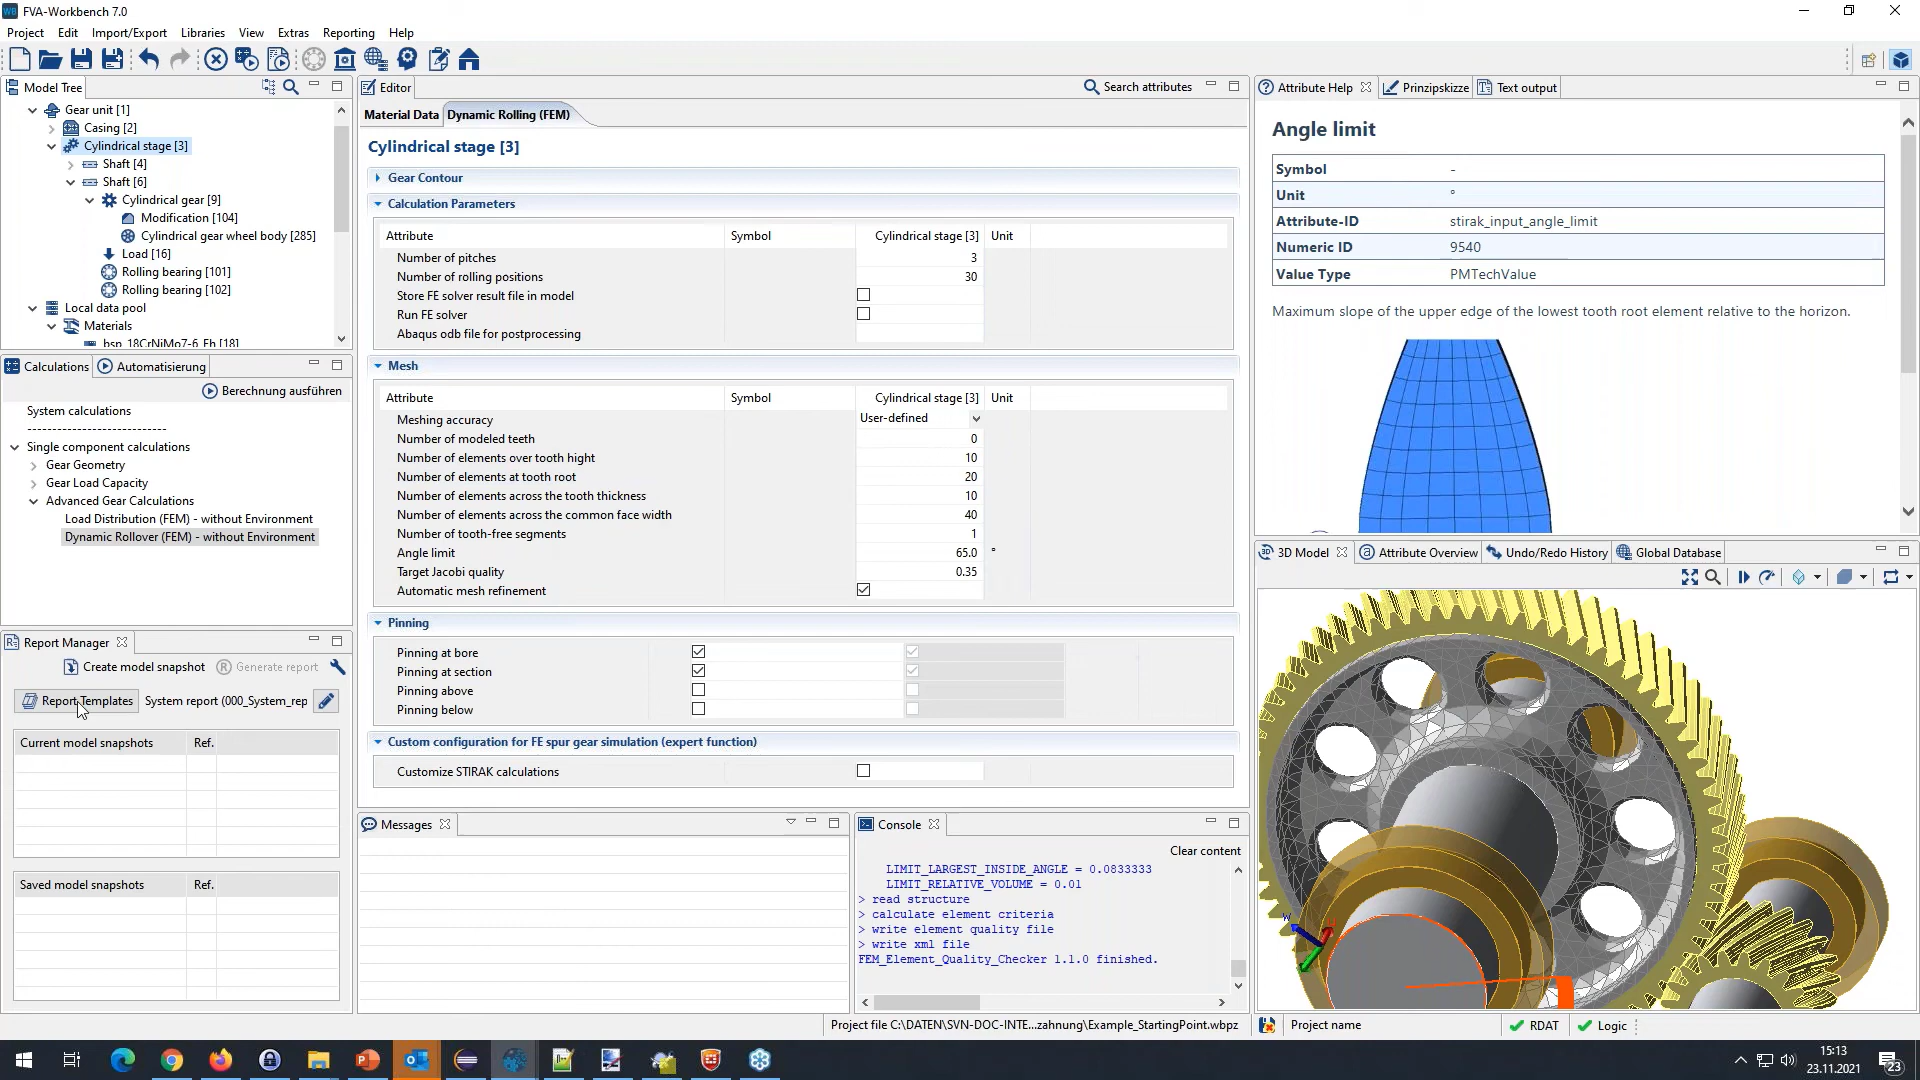 FVA-Workbench 7.0
Project Edit Import/Export Libraries View Extras Reporting Help
Model Tree
Gear unit [1]
Casing [2]
Cylindrical stage [3]
Shaft [4]
Shaft [6]
Cylindrical gear [9]
Modification [104]
Cylindrical gear wheel body [285]
Load [16]
Rolling bearing [101]
Rolling bearing [102]
Local data pool
Materials
bsp_18CrNiMo7-6_Eh [18]
Calculations Automatisierung
Berechnung ausführen
System calculations
----------------------------
Single component calculations
Gear Geometry
Gear Load Capacity
Advanced Gear Calculations
Load Distribution (FEM) - without Environment
Dynamic Rollover (FEM) - without Environment
Report Manager
Create model snapshot Generate report
Report Templates System report (000_System_rep
Current model snapshots Ref.
Saved model snapshots Ref.
Editor Search attributes
Material Data Dynamic Rolling (FEM)
Cylindrical stage [3]
Gear Contour
Calculation Parameters
Attribute Symbol Cylindrical stage [3] Unit
Number of pitches 3
Number of rolling positions 30
Store FE solver result file in model
Run FE solver
Abaqus odb file for postprocessing
Mesh
Attribute Symbol Cylindrical stage [3] Unit
Meshing accuracy User-defined
Number of modeled teeth 0
Number of elements over tooth hight 10
Number of elements at tooth root 20
Number of elements across the tooth thickness 10
Number of elements across the common face width 40
Number of tooth-free segments 1
Angle limit 65.0 °
Target Jacobi quality 0.35
Automatic mesh refinement
Pinning
Pinning at bore
Pinning at section
Pinning above
Pinning below
Custom configuration for FE spur gear simulation (expert function)
Customize STIRAK calculations
Messages
Console
Clear content
LIMIT_LARGEST_INSIDE_ANGLE = 0.0833333
LIMIT_RELATIVE_VOLUME = 0.01
> read structure
> calculate element criteria
> write element quality file
> write xml file
FEM_Element_Quality_Checker 1.1.0 finished.
Attribute Help Prinzipskizze Text output
Angle limit
Symbol -
Unit °
Attribute-ID stirak_input_angle_limit
Numeric ID 9540
Value Type PMTechValue
Maximum slope of the upper edge of the lowest tooth root element relative to the horizon.
3D Model Attribute Overview Undo/Redo History Global Database
Project file C:\DATEN\SVN-DOC-INTE...zahnung\Example_StartingPoint.wbpz Project name RDAT Logic
15:13
23.11.2021
23